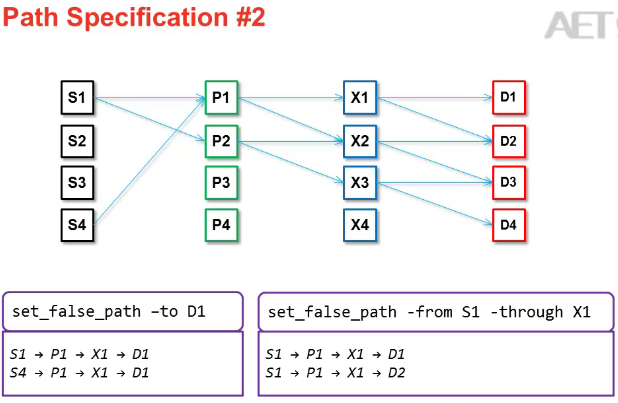 Path Specification #2
AET
S1 P1 X1 D1
S2 P2 X2 D2
S3 P3 X3 D3
S4 P4 X4 D4
set_false_path –to D1
S1 → P1 → X1 → D1
S4 → P1 → X1 → D1
set_false_path -from S1 -through X1
S1 → P1 → X1 → D1
S1 → P1 → X1 → D2